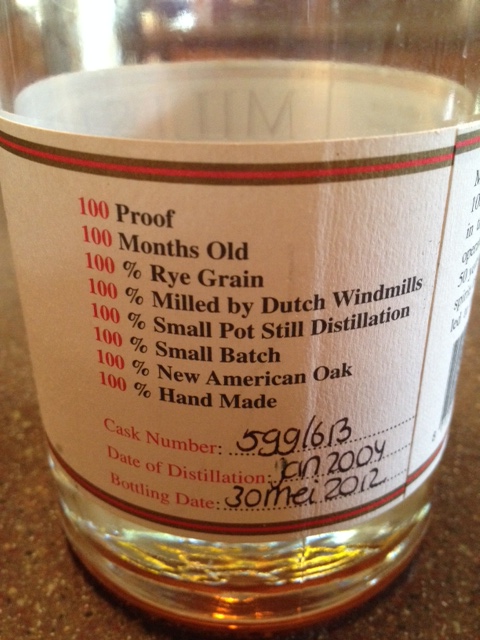 100 Proof
100 Months Old
100 % Rye Grain
100 % Milled by Dutch Windmills
100 % Small Pot Still Distillation
100 % Small Batch
100 % New American Oak
100 % Hand Made
Cask Number: 599/613
Date of Distillation: jan 2004
Bottling Date: 30 mei 2012